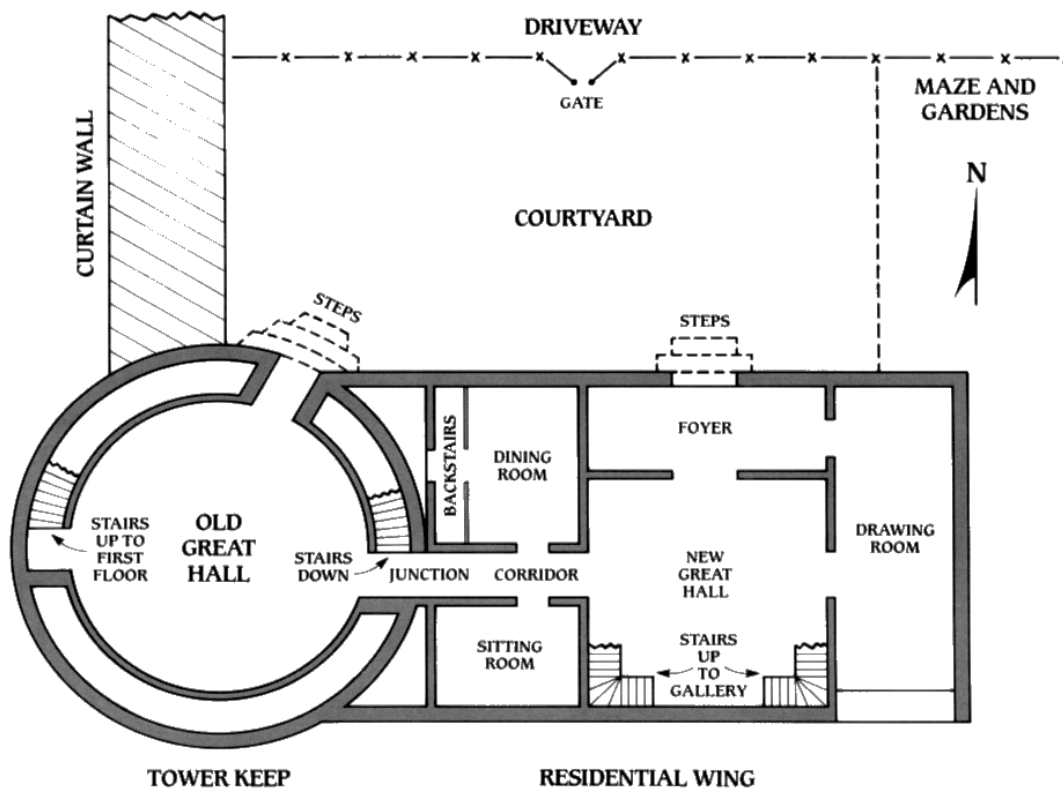 DRIVEWAY
GATE
MAZE AND
GARDENS
CURTAIN WALL
N
COURTYARD
STEPS
STEPS
FOYER
BACKSTAIRS
DINING
ROOM
STAIRS
UP TO
FIRST
FLOOR
OLD
GREAT
HALL
STAIRS
DOWN
JUNCTION
CORRIDOR
NEW
GREAT
HALL
DRAWING
ROOM
SITTING
ROOM
STAIRS
UP
TO
GALLERY
TOWER KEEP
RESIDENTIAL WING